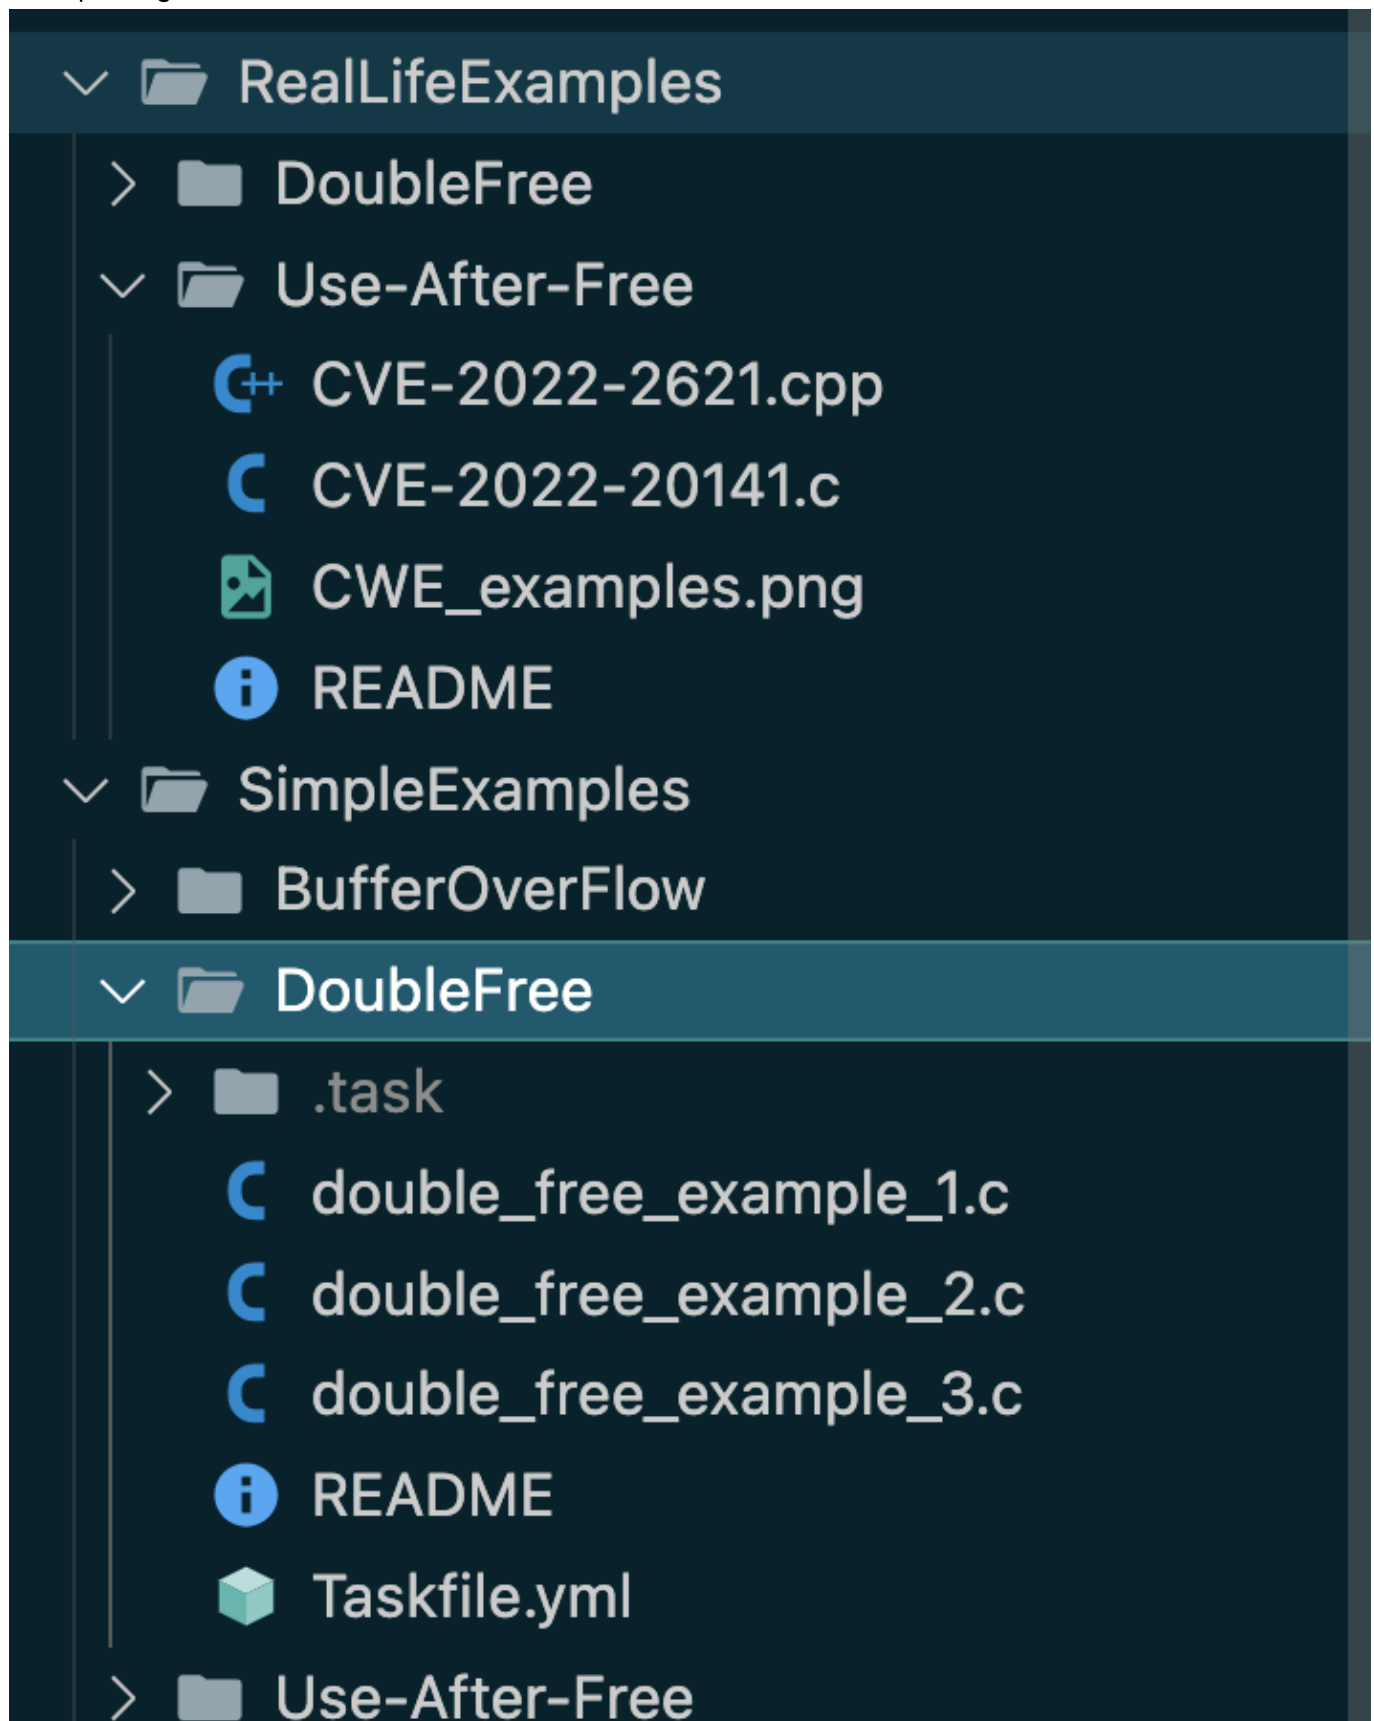 RealLifeExamples
DoubleFree
Use-After-Free
CVE-2022-2621.cpp
CVE-2022-20141.c
CWE_examples.png
README
SimpleExamples
BufferOverFlow
DoubleFree
.task
double_free_example_1.c
double_free_example_2.c
double_free_example_3.c
README
Taskfile.yml
Use-After-Free